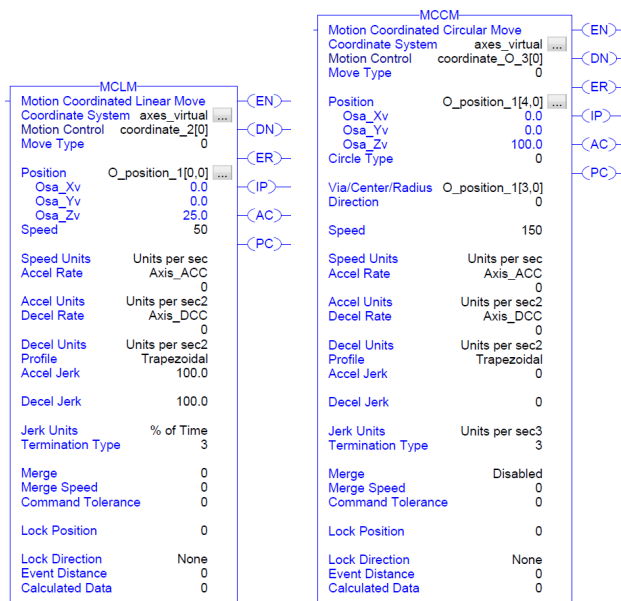 MCLM
Motion Coordinated Linear Move
Coordinate System axes_virtual ...
Motion Control coordinate_2[0]
Move Type 0
Position O_position_1[0,0] ...
Osa_Xv 0.0
Osa_Yv 0.0
Osa_Zv 25.0
Speed 50
Speed Units Units per sec
Accel Rate Axis_ACC
0
Accel Units Units per sec2
Decel Rate Axis_DCC
0
Decel Units Units per sec2
Profile Trapezoidal
Accel Jerk 100.0
Decel Jerk 100.0
Jerk Units % of Time
Termination Type 3
Merge 0
Merge Speed 0
Command Tolerance 0
Lock Position 0
Lock Direction None
Event Distance 0
Calculated Data 0
EN
DN
ER
IP
AC
PC
MCCM
Motion Coordinated Circular Move
Coordinate System axes_virtual ...
Motion Control coordinate_O_3[0]
Move Type 0
Position O_position_1[4,0] ...
Osa_Xv 0.0
Osa_Yv 0.0
Osa_Zv 100.0
Circle Type 0
Via/Center/Radius O_position_1[3,0]
Direction 0
Speed 150
Speed Units Units per sec
Accel Rate Axis_ACC
0
Accel Units Units per sec2
Decel Rate Axis_DCC
0
Decel Units Units per sec2
Profile Trapezoidal
Accel Jerk 0
Decel Jerk 0
Jerk Units Units per sec3
Termination Type 3
Merge Disabled
Merge Speed 0
Command Tolerance 0
Lock Position 0
Lock Direction None
Event Distance 0
Calculated Data 0
EN
DN
ER
IP
AC
PC